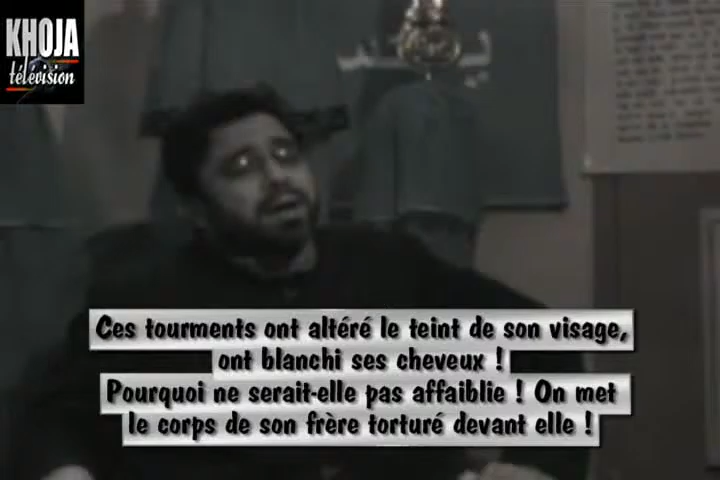 KHOJA
télévision
Ces tourments ont altéré le teint de son visage,
ont blanchi ses cheveux !
Pourquoi ne serait-elle pas affaiblie ! On met
le corps de son frère torturé devant elle !